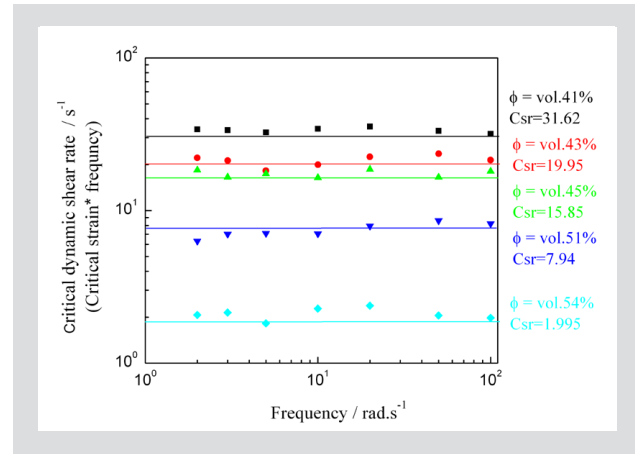 10²
10¹
10⁰
10⁰
10¹
10²
Critical dynamic shear rate / s⁻¹
(Critical strain* frequncy)
Frequency / rad.s⁻¹
ϕ = vol.41%
Csr=31.62
ϕ = vol.43%
Csr=19.95
ϕ = vol.45%
Csr=15.85
ϕ = vol.51%
Csr=7.94
ϕ = vol.54%
Csr=1.995